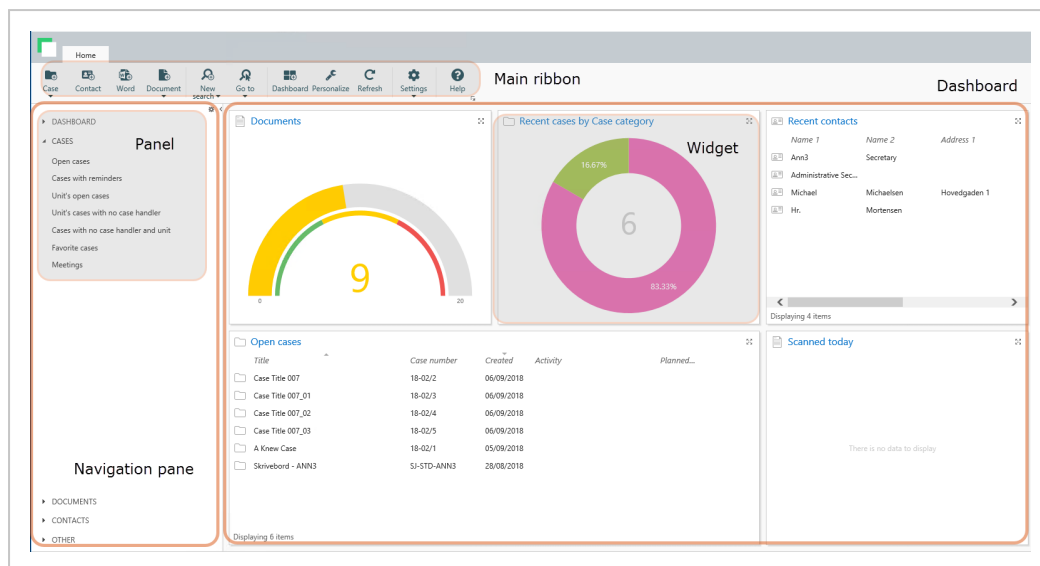 Home
Case Contact Word Document New search Go to Dashboard Personalize Refresh Settings Help
Main ribbon
Dashboard
DASHBOARD
CASES
Panel
Open cases
Cases with reminders
Unit's open cases
Unit's cases with no case handler
Cases with no case handler and unit
Favorite cases
Meetings
Navigation pane
DOCUMENTS
CONTACTS
OTHER
Documents
9
0 20
Recent cases by Case category
Widget
16.67%
6
83.33%
Recent contacts
Name 1 Name 2 Address 1
Ann3 Secretary
Administrative Sec...
Michael Michaelsen Hovedgaden 1
Hr. Mortensen
Displaying 4 items
Open cases
Title Case number Created Activity Planned...
Case Title 007 18-02/2 06/09/2018
Case Title 007_01 18-02/3 06/09/2018
Case Title 007_02 18-02/4 06/09/2018
Case Title 007_03 18-02/5 06/09/2018
A Knew Case 18-02/1 05/09/2018
Skrivebord - ANN3 SJ-STD-ANN3 28/08/2018
Displaying 6 items
Scanned today
There is no data to display